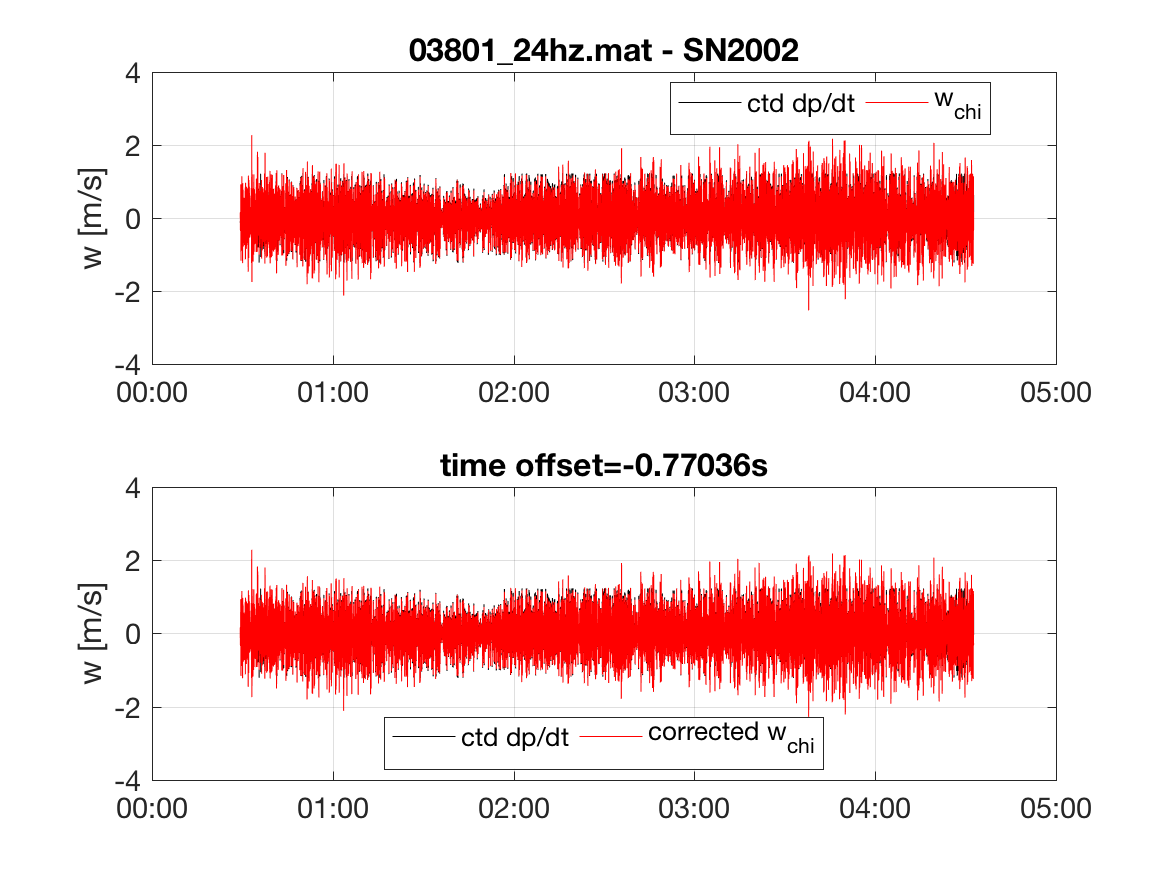 03801_24hz.mat - SN2002
4
ctd dp/dt w_chi
2
w [m/s]
0
-2
-4
00:00 01:00 02:00 03:00 04:00 05:00
time offset=-0.77036s
4
2
w [m/s]
0
-2
ctd dp/dt corrected w_chi
-4
00:00 01:00 02:00 03:00 04:00 05:00